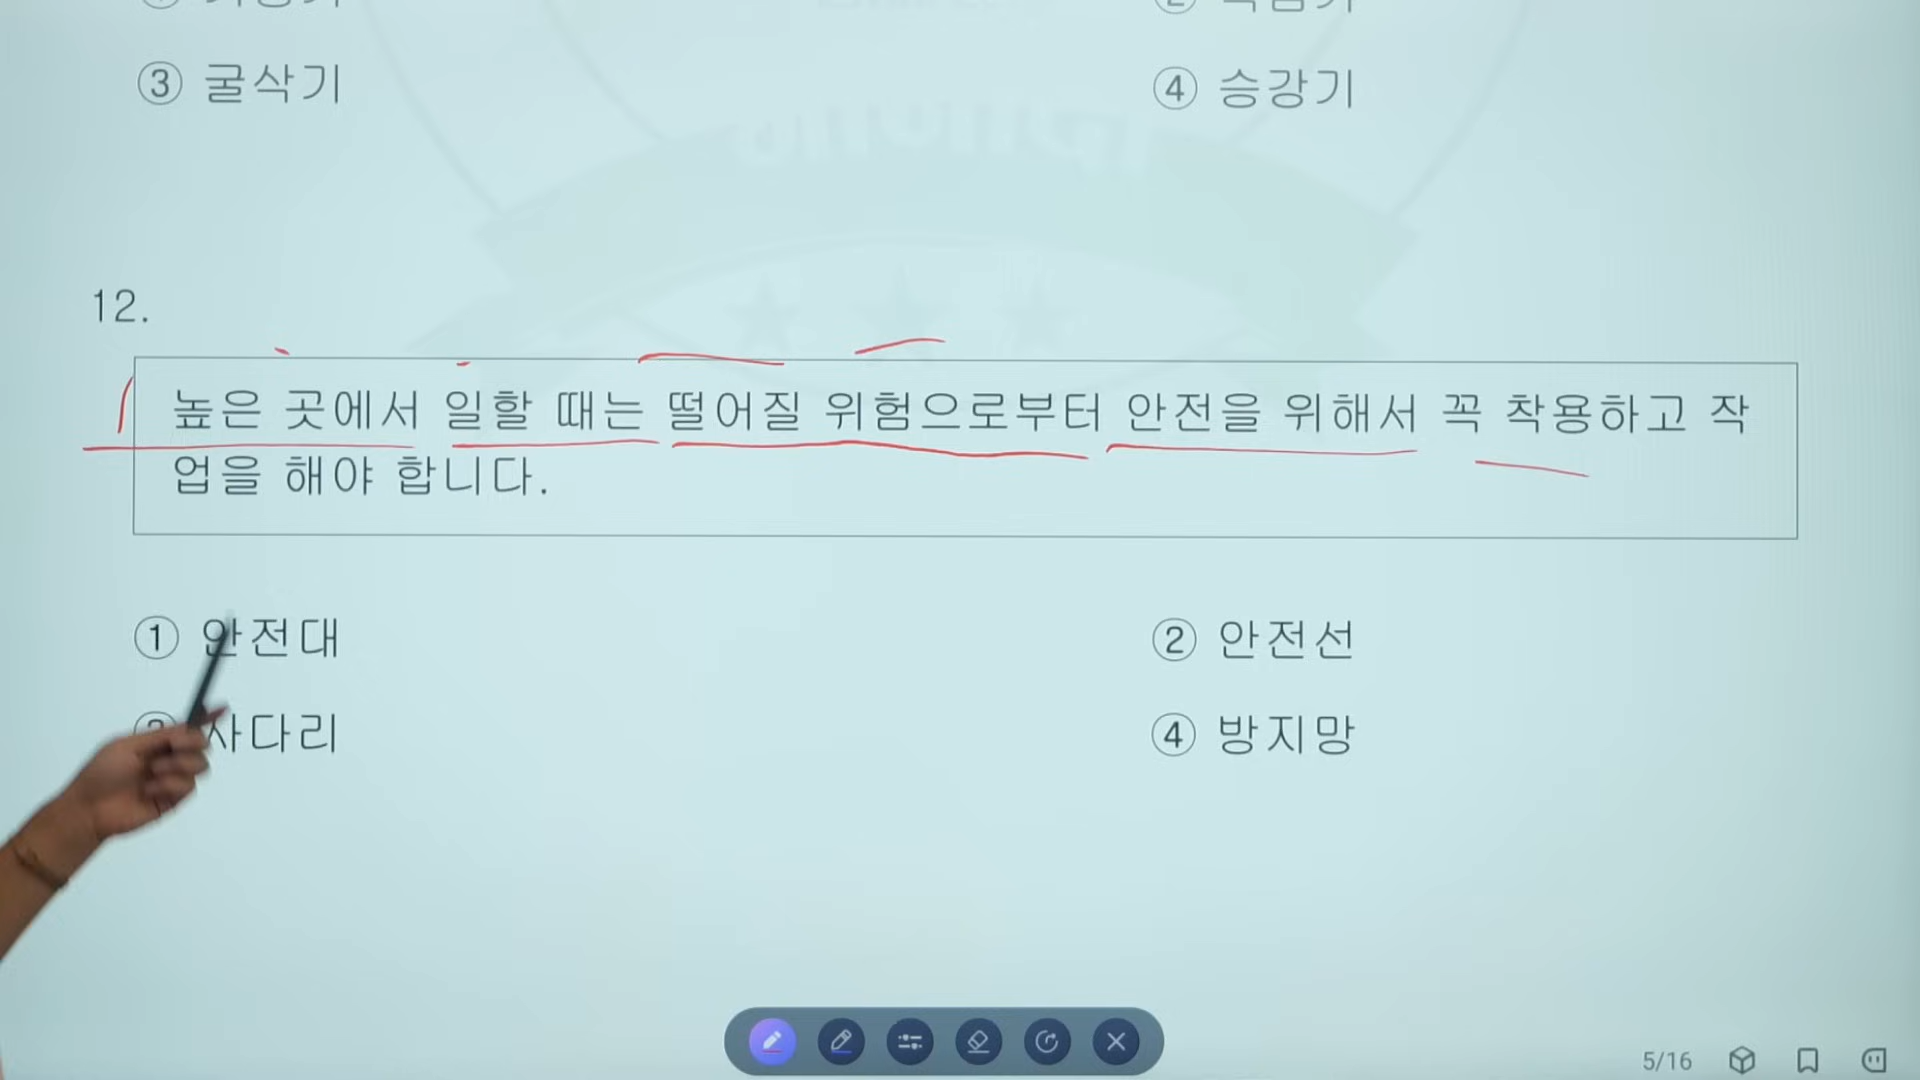 ③ 굴삭기
④ 승강기
12.
높은 곳에서 일할 때는 떨어질 위험으로부터 안전을 위해서 꼭 착용하고 작
업을 해야 합니다.
① 안전대
② 안전선
사다리
④ 방지망
5/16